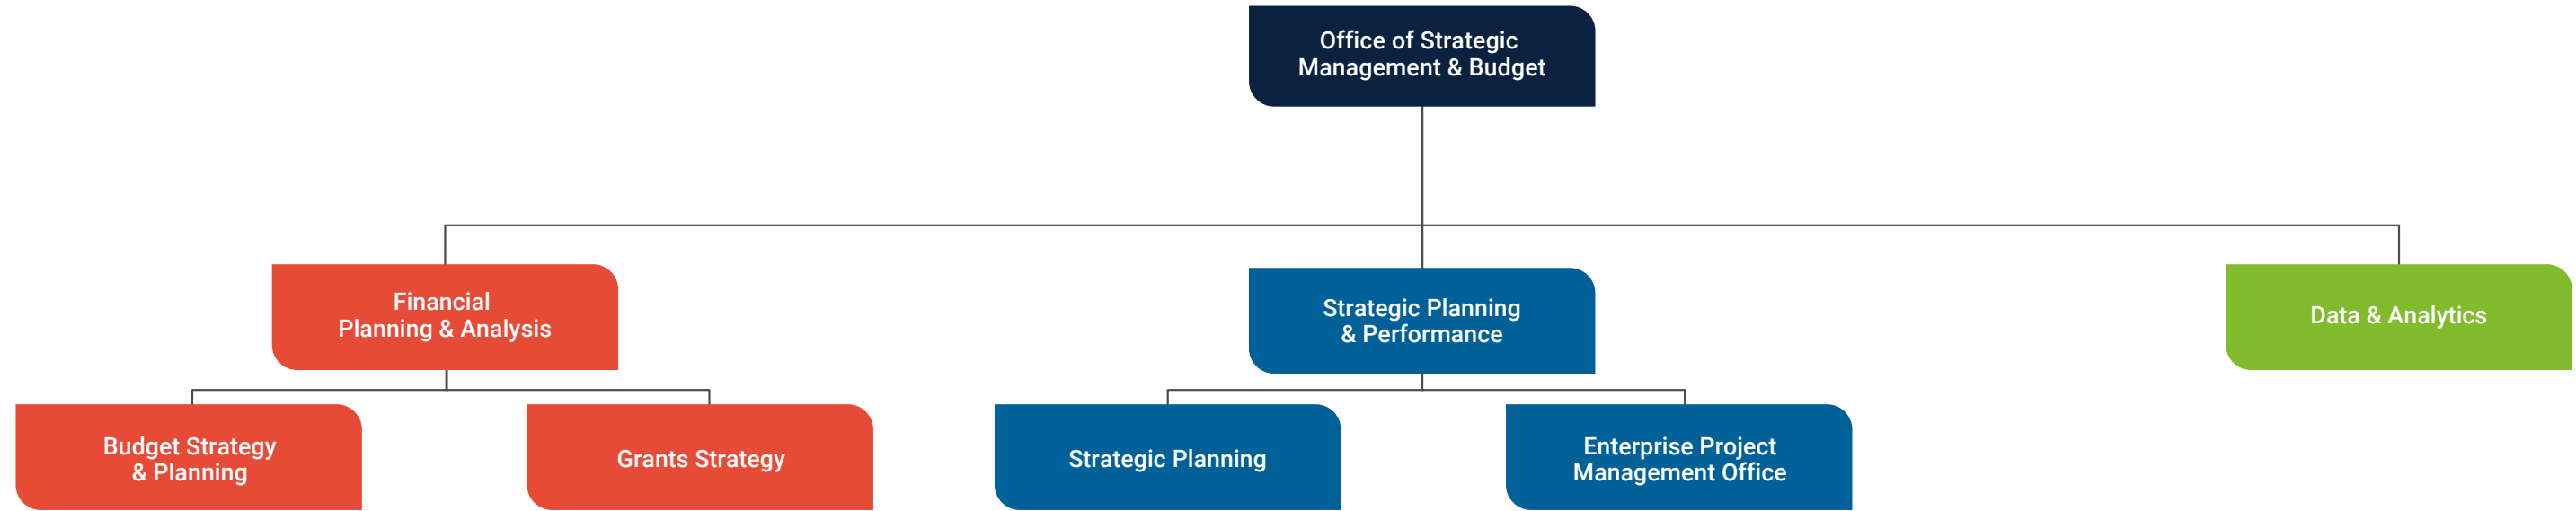 Office of Strategic
Management & Budget
Financial
Planning & Analysis
Strategic Planning
& Performance
Data & Analytics
Budget Strategy
& Planning
Grants Strategy
Strategic Planning
Enterprise Project
Management Office